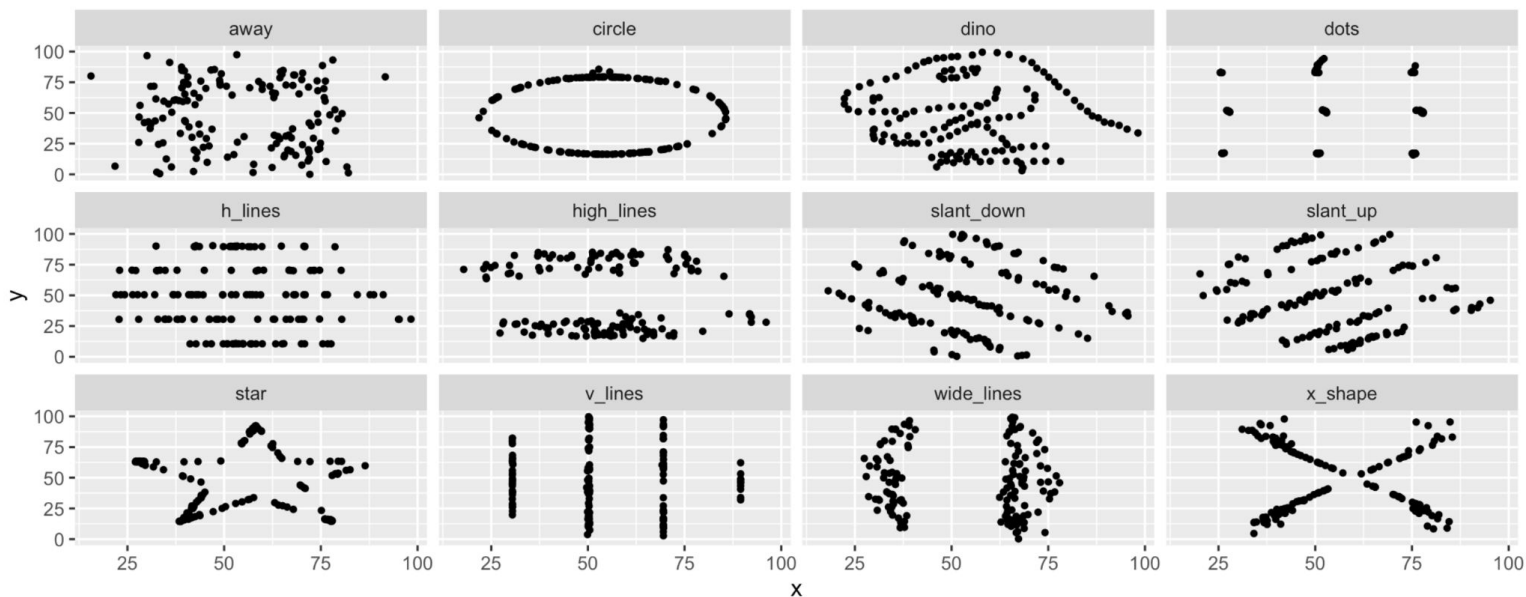 away circle dino dots
100
75
50
25
0
h_lines high_lines slant_down slant_up
100
75
50
25
0
y
star v_lines wide_lines x_shape
100
75
50
25
0
25 50 75 100 25 50 75 100 25 50 75 100 25 50 75 100
x